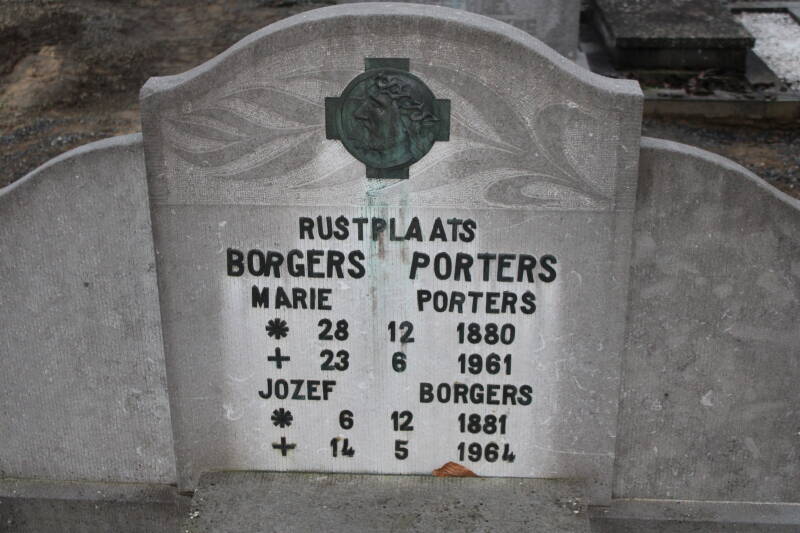 RUSTPLAATS
BORGERS PORTERS
MARIE PORTERS
* 28 12 1880
+ 23 6 1961
JOZEF BORGERS
* 6 12 1881
+ 14 5 1964